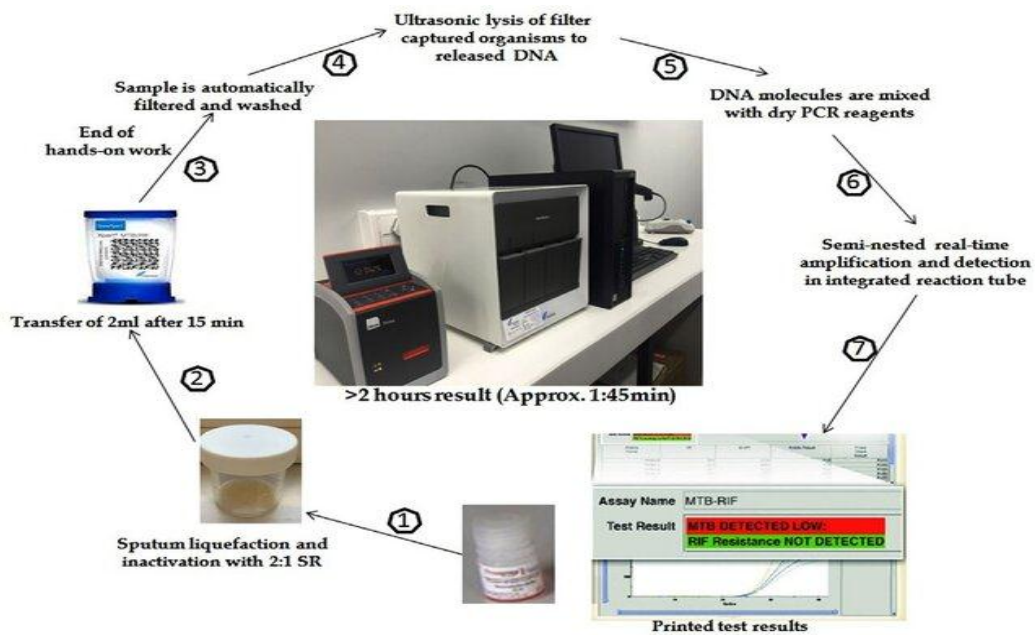 Ultrasonic lysis of filter
captured organisms to
released DNA
4
5
Sample is automatically
filtered and washed
DNA molecules are mixed
with dry PCR reagents
End of
hands-on work
3
6
Semi-nested real-time
amplification and detection
in integrated reaction tube
Transfer of 2ml after 15 min
7
2
>2 hours result (Approx. 1:45min)
Assay Name MTB-RIF
Test Result MTB DETECTED LOW:
RIF Resistance NOT DETECTED
1
Sputum liquefaction and
inactivation with 2:1 SR
Printed test results